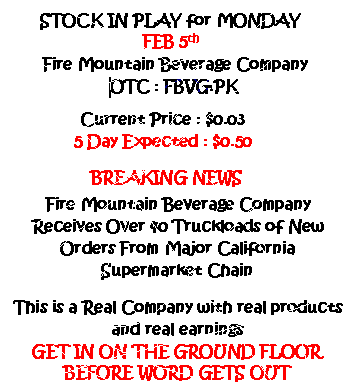 STOCK IN PLAY for MONDAY
FEB 5th
Fire Mountain Beverage Company
OTC : FBVG.PK
Current Price : $0.03
5 Day Expected : $0.50
BREAKING NEWS
Fire Mountain Beverage Company
Receives Over 80 Truckloads of New
Orders From Major California
Supermarket Chain
This is a Real Company with real products
and real earnings
GET IN ON THE GROUND FLOOR
BEFORE WORD GETS OUT